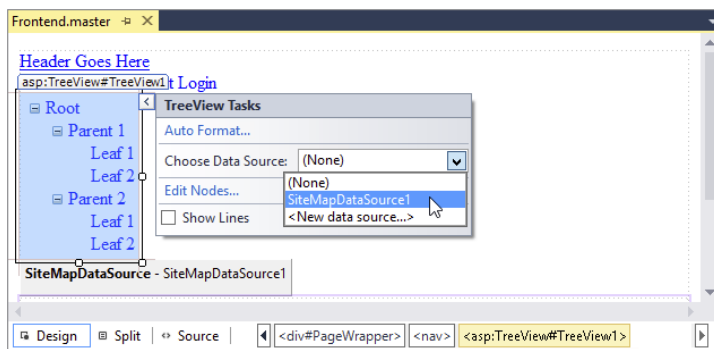 Frontend.master
Header Goes Here
asp:TreeView#TreeView1
t Login
Root
Parent 1
Leaf 1
Leaf 2
Parent 2
Leaf 1
Leaf 2
TreeView Tasks
Auto Format...
Choose Data Source: (None)
(None)
SiteMapDataSource1
<New data source...>
Edit Nodes...
Show Lines
SiteMapDataSource - SiteMapDataSource1
Design Split Source <div#PageWrapper> <nav> <asp:TreeView#TreeView1>